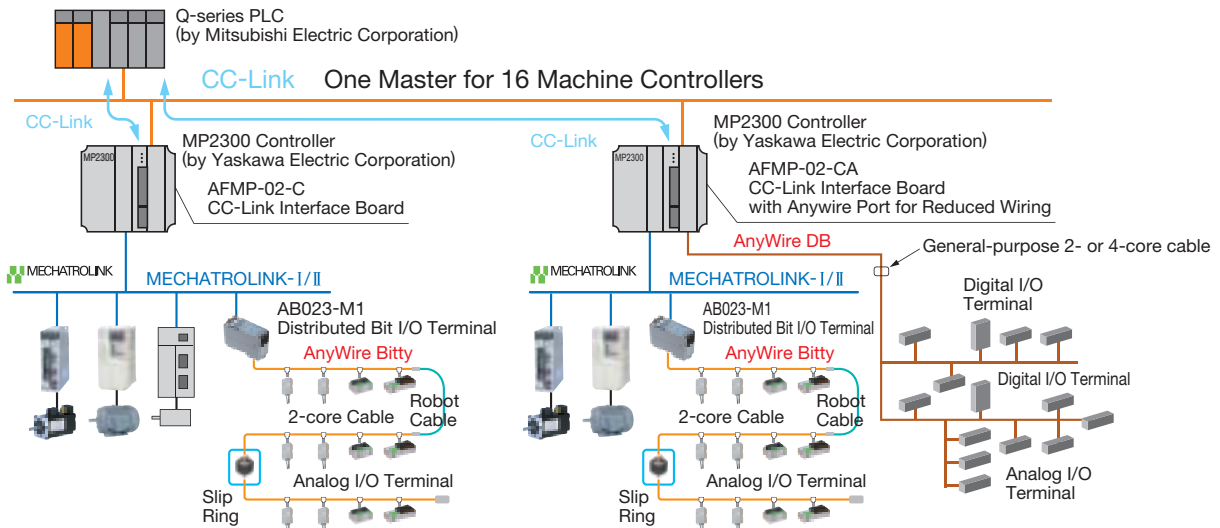 Q-series PLC
(by Mitsubishi Electric Corporation)
CC-Link One Master for 16 Machine Controllers
CC-Link
MP2300 Controller
(by Yaskawa Electric Corporation)
MP2300
AFMP-02-C
CC-Link Interface Board
CC-Link
MP2300 Controller
(by Yaskawa Electric Corporation)
MP2300
AFMP-02-CA
CC-Link Interface Board
with Anywire Port for Reduced Wiring
AnyWire DB
General-purpose 2- or 4-core cable
MECHATROLINK
MECHATROLINK-I/II
AB023-M1
Distributed Bit I/O Terminal
AnyWire Bitty
2-core Cable
Robot
Cable
Slip
Ring
Analog I/O Terminal
MECHATROLINK
MECHATROLINK-I/II
AB023-M1
Distributed Bit I/O Terminal
AnyWire Bitty
2-core Cable
Robot
Cable
Slip
Ring
Analog I/O Terminal
Digital I/O
Terminal
Digital I/O Terminal
Analog I/O
Terminal